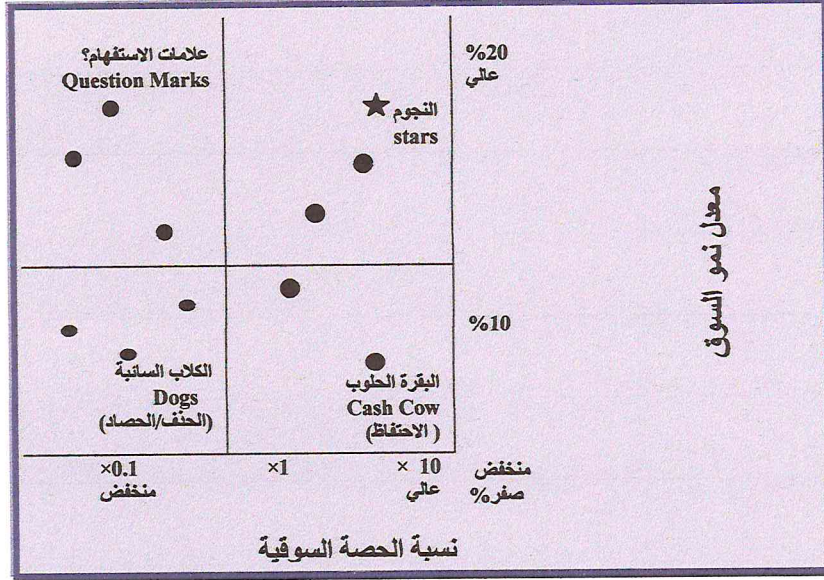 علامات الاستفهام؟
Question Marks
النجوم
stars
%20
عالي
معدل نمو السوق
%10
البقرة الحلوب
Cash Cow
(الاحتفاظ )
الكلاب السائبة
Dogs
(الحذف/الحصاد)
منخفض
صفر%
× 10
عالي
×1
×0.1
منخفض
نسبة الحصة السوقية